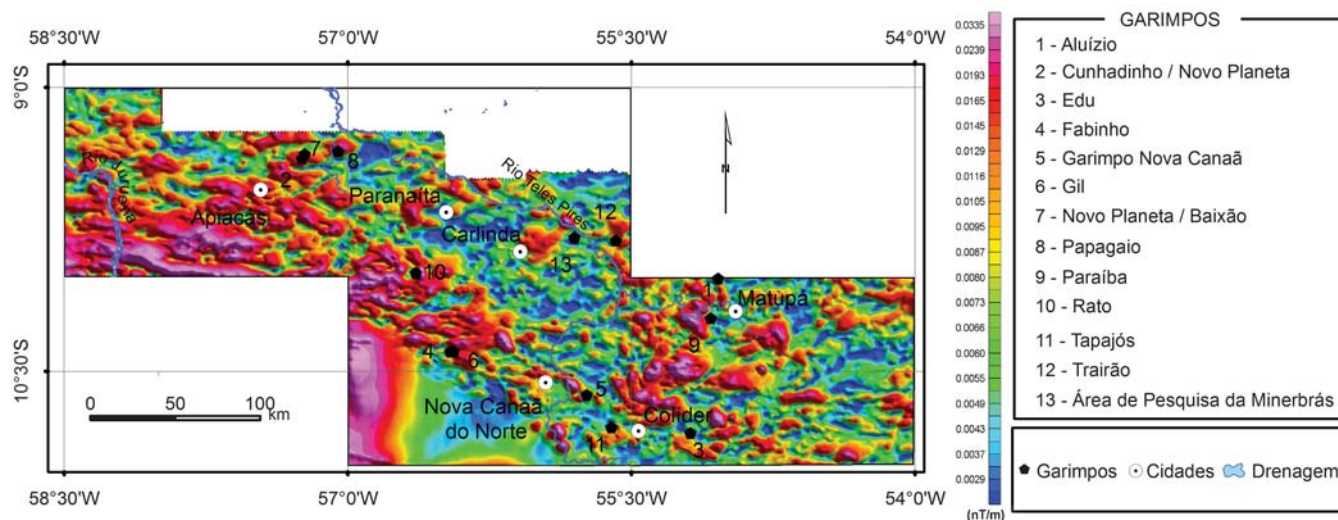 58°30'W
57°00'W
55°30'W
54°00'W
9°0'S
10°30'S
Rio Juruena
7
8
2
Apiacás
Paranaíta
Rio Teles Pires
12
Carlinda
13
10
1
Matupá
9
4
6
5
Nova Canaã
do Norte
Colíder
11
3
N
0 50 100
km
58°30'W
57°00'W
55°30'W
54°00'W
0.0335
0.0239
0.0193
0.0165
0.0145
0.0129
0.0116
0.0105
0.0095
0.0087
0.0080
0.0073
0.0066
0.0060
0.0055
0.0049
0.0043
0.0037
0.0029
(nT/m)
GARIMPOS
1 - Aluízio
2 - Cunhadinho / Novo Planeta
3 - Edu
4 - Fabinho
5 - Garimpo Nova Canaã
6 - Gil
7 - Novo Planeta / Baixão
8 - Papagaio
9 - Paraíba
10 - Rato
11 - Tapajós
12 - Trairão
13 - Área de Pesquisa da Minerbrás
Garimpos
Cidades
Drenagem